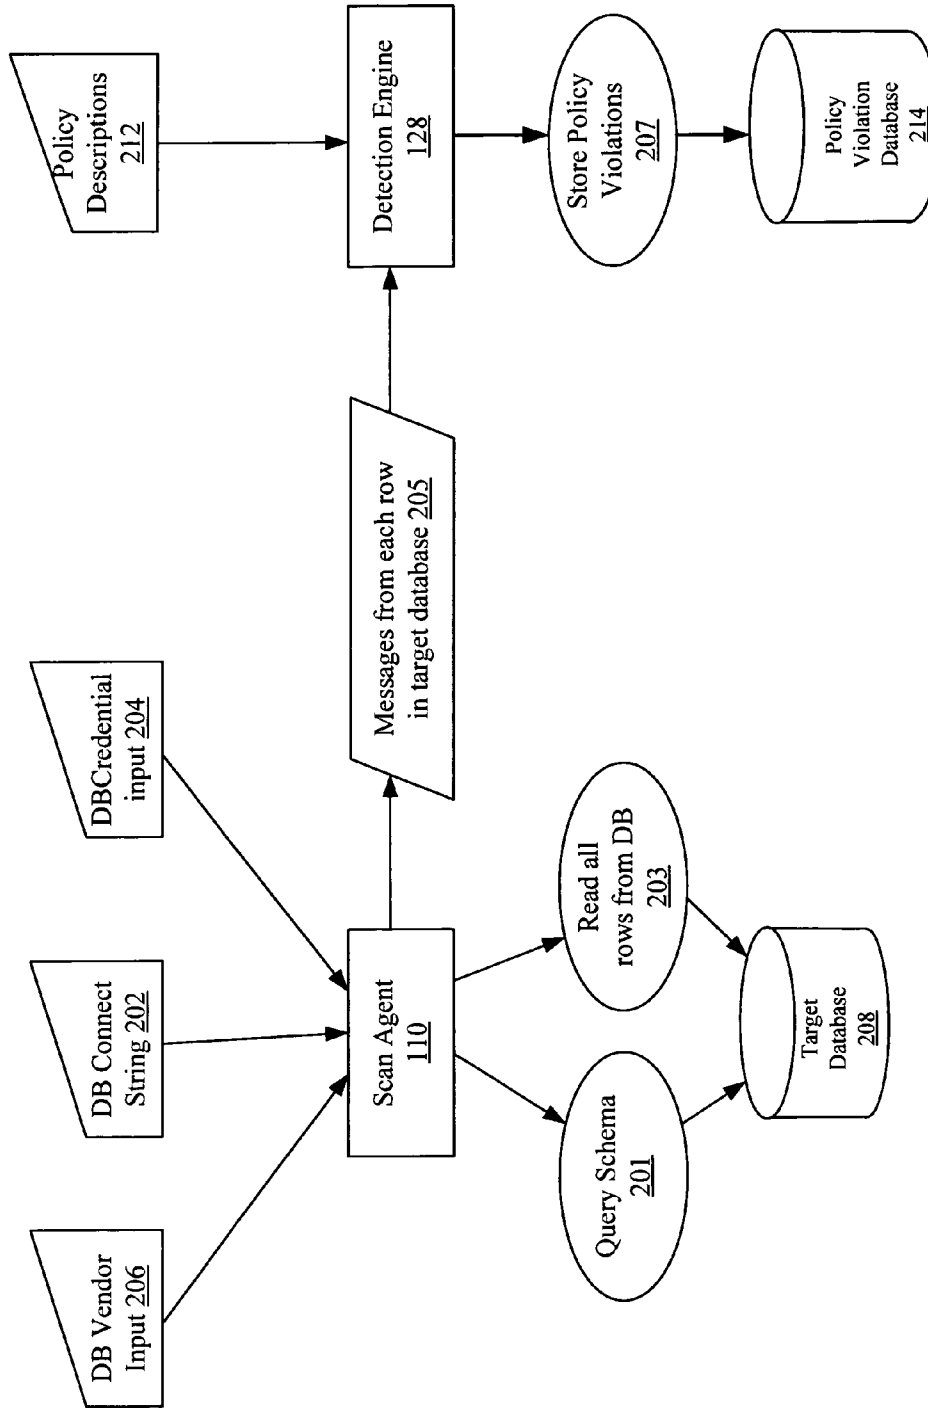 DB Vendor
Input 206
DB Connect
String 202
DBCredential
input 204
Policy
Descriptions
212
Scan Agent
110
Messages from each row
in target database 205
Detection Engine
128
Query Schema
201
Read all
rows from DB
203
Store Policy
Violations
207
Target
Database
208
Policy
Violation
Database
214